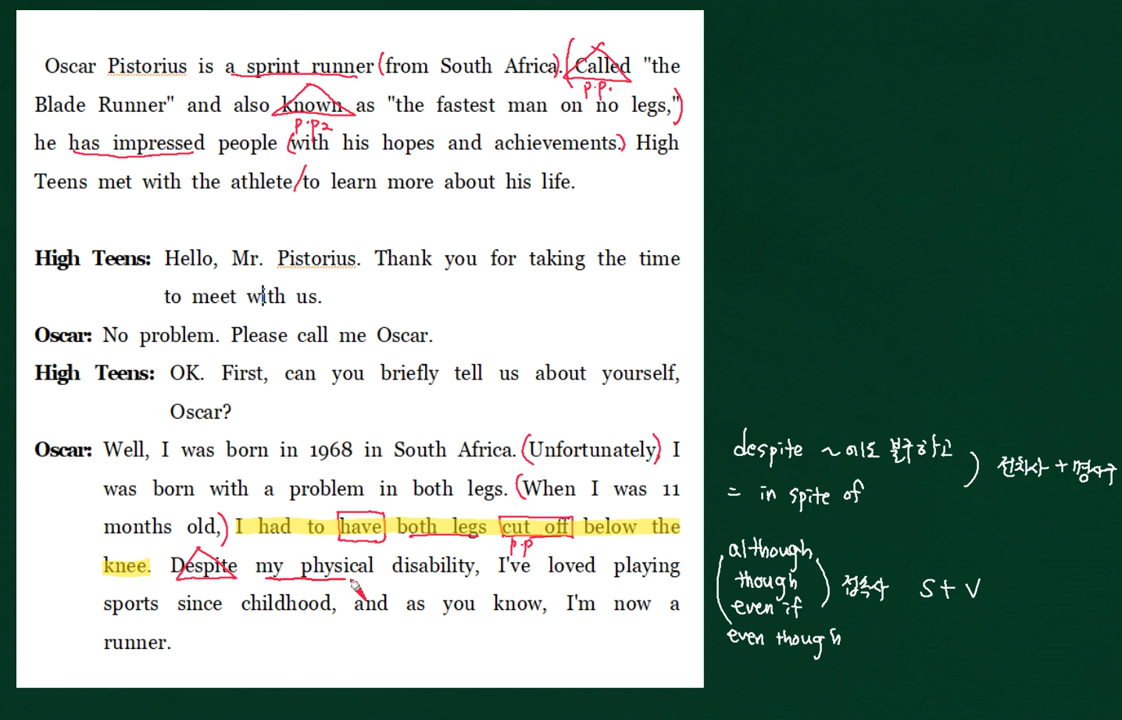 Oscar Pistorius is a sprint runner (from South Africa). (Called "the
p.p.
Blade Runner" and also known as "the fastest man on no legs,")
p.p2
he has impressed people (with his hopes and achievements.) High
Teens met with the athlete/to learn more about his life.
High Teens: Hello, Mr. Pistorius. Thank you for taking the time
to meet with us.
Oscar: No problem. Please call me Oscar.
High Teens: OK. First, can you briefly tell us about yourself,
Oscar?
Oscar: Well, I was born in 1968 in South Africa. (Unfortunately) I
was born with a problem in both legs. (When I was 11
months old,) I had to have both legs cut off below the
p.p
knee. Despite my physical disability, I've loved playing
sports since childhood, and as you know, I'm now a
runner.
despite ~에도 불구하고
= in spite of
) 전치사 + 명사구
although
though
even if
even though
접속사 S + V